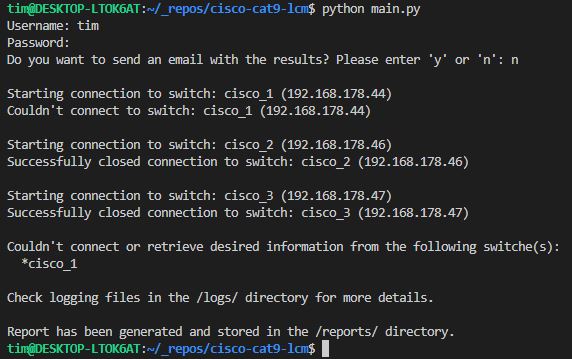 tim@DESKTOP-LTOK6AT:~/_repos/cisco-cat9-lcm$ python main.py
Username: tim
Password:
Do you want to send an email with the results? Please enter 'y' or 'n': n
Starting connection to switch: cisco_1 (192.168.178.44)
Couldn't connect to switch: cisco_1 (192.168.178.44)
Starting connection to switch: cisco_2 (192.168.178.46)
Successfully closed connection to switch: cisco_2 (192.168.178.46)
Starting connection to switch: cisco_3 (192.168.178.47)
Successfully closed connection to switch: cisco_3 (192.168.178.47)
Couldn't connect or retrieve desired information from the following switche(s):
*cisco_1
Check logging files in the /logs/ directory for more details.
Report has been generated and stored in the /reports/ directory.
tim@DESKTOP-LTOK6AT:~/_repos/cisco-cat9-lcm$